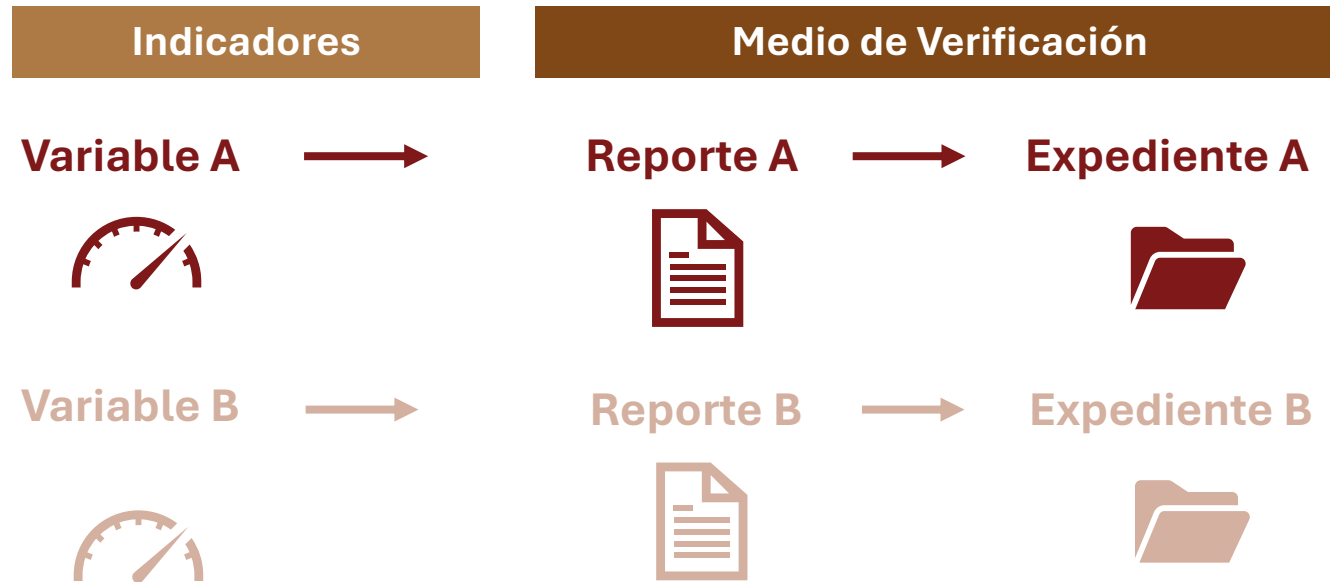 Indicadores
Medio de Verificación
Variable A
Reporte A
Expediente A
Variable B
Reporte B
Expediente B